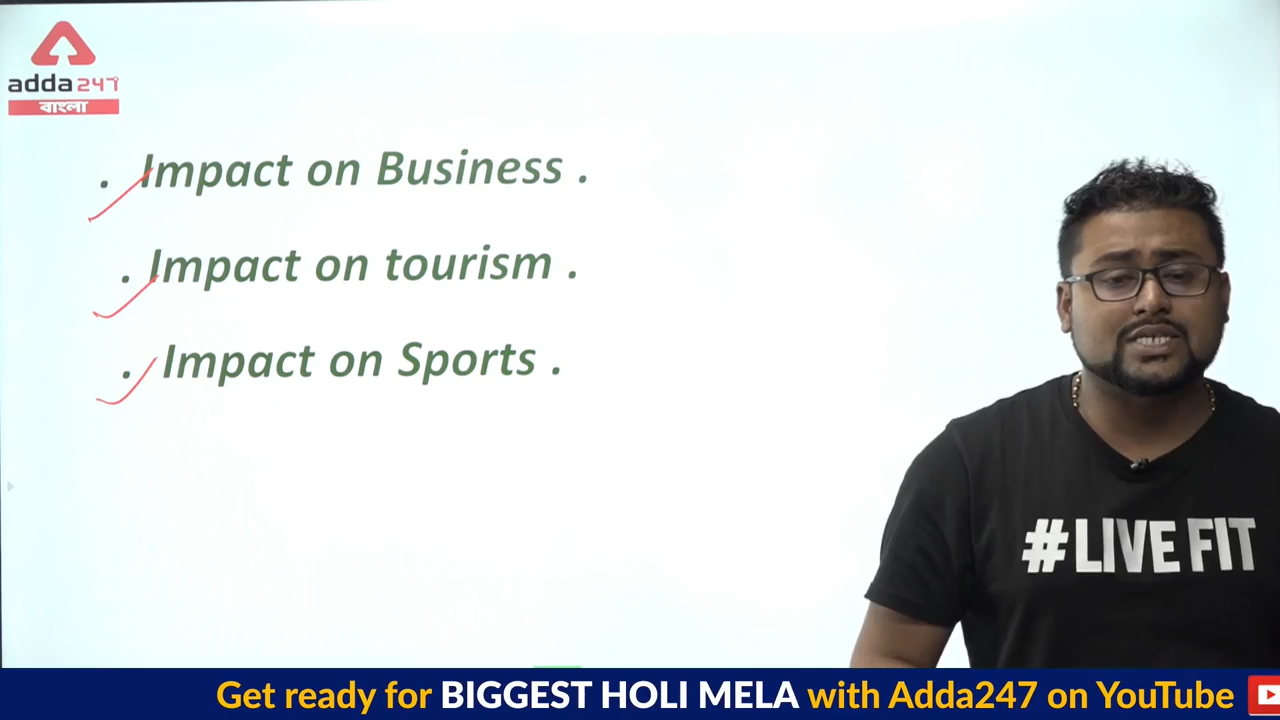 adda247
বাংলা
. Impact on Business .
. Impact on tourism .
. Impact on Sports .
#LIVE FIT
Get ready for BIGGEST HOLI MELA with Adda247 on YouTube